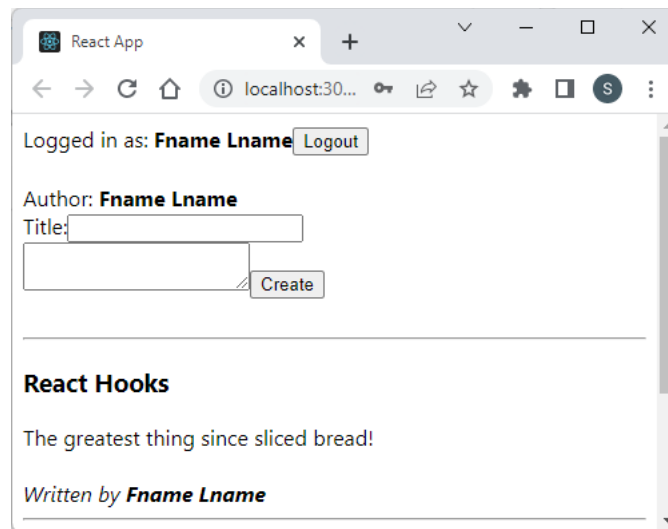 React App
localhost:30...
S
Logged in as: Fname Lname Logout
Author: Fname Lname
Title:
Create
React Hooks
The greatest thing since sliced bread!
Written by Fname Lname